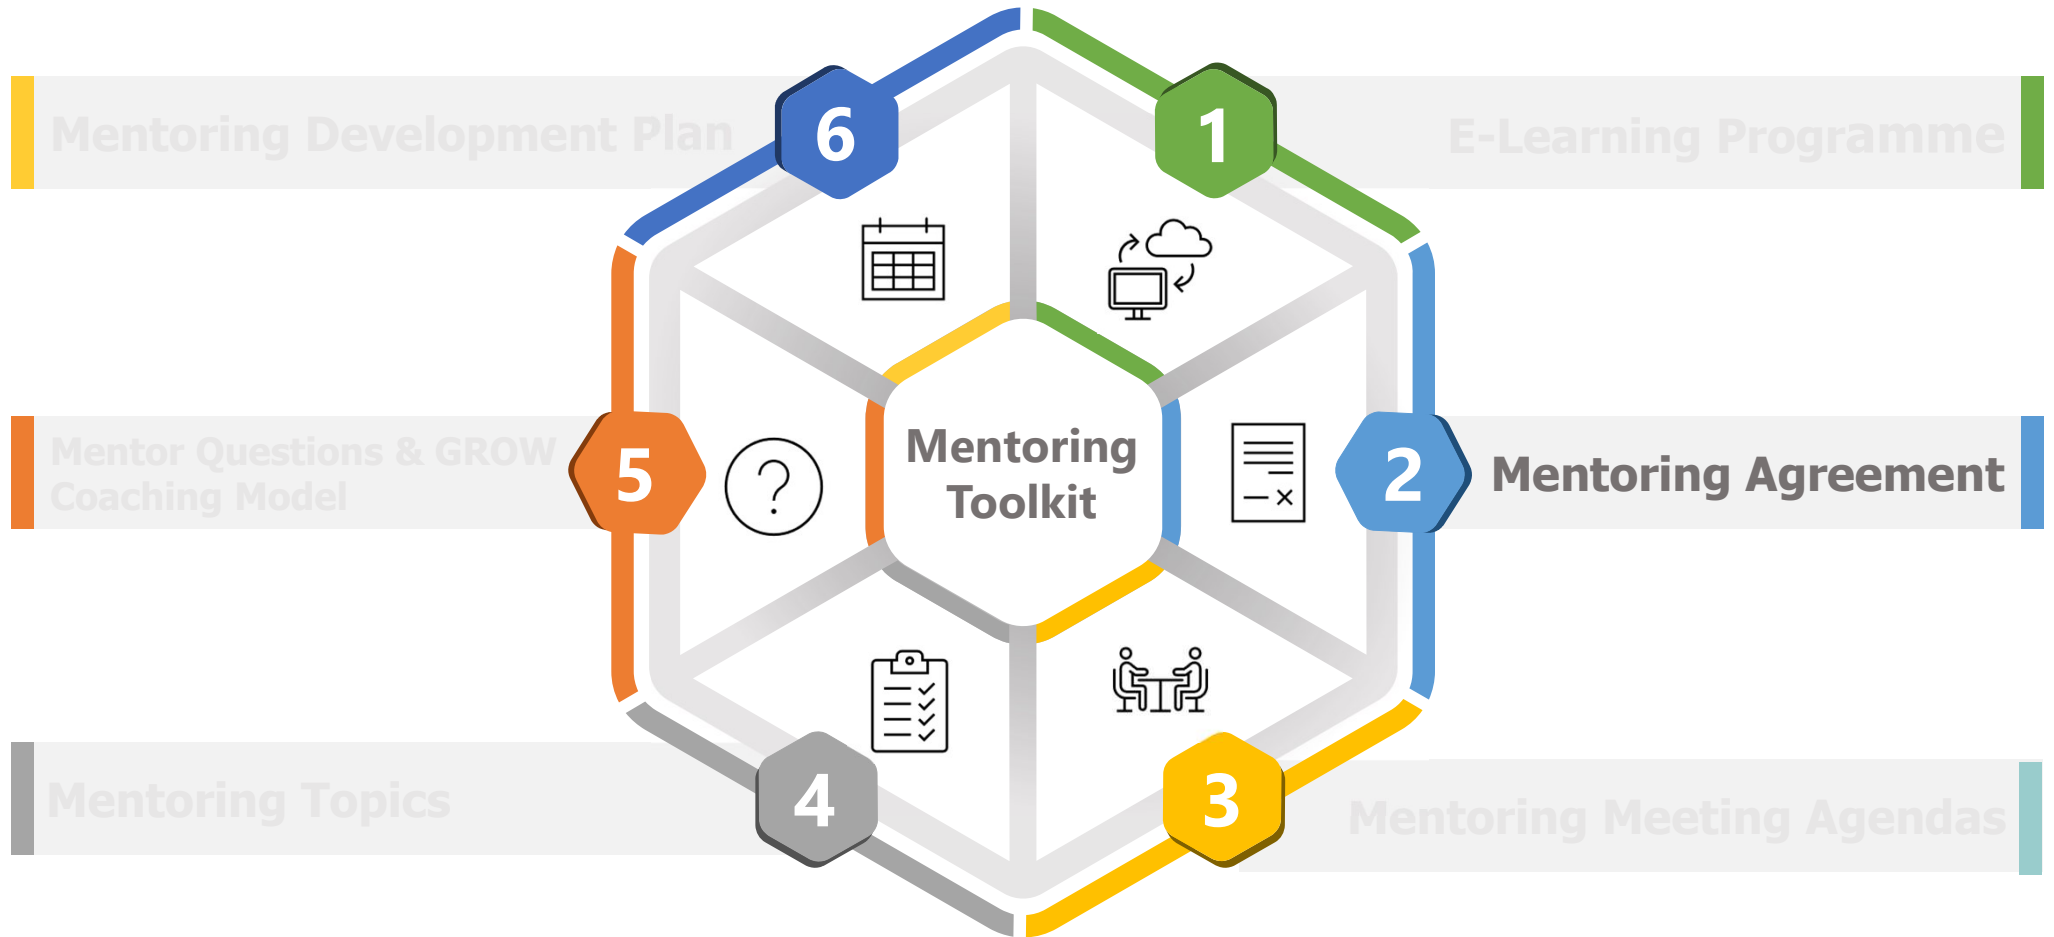 Mentoring Development Plan
6
1
E-Learning Programme
Mentor Questions & GROW
Coaching Model
5
Mentoring
Toolkit
2
Mentoring Agreement
Mentoring Topics
4
3
Mentoring Meeting Agendas